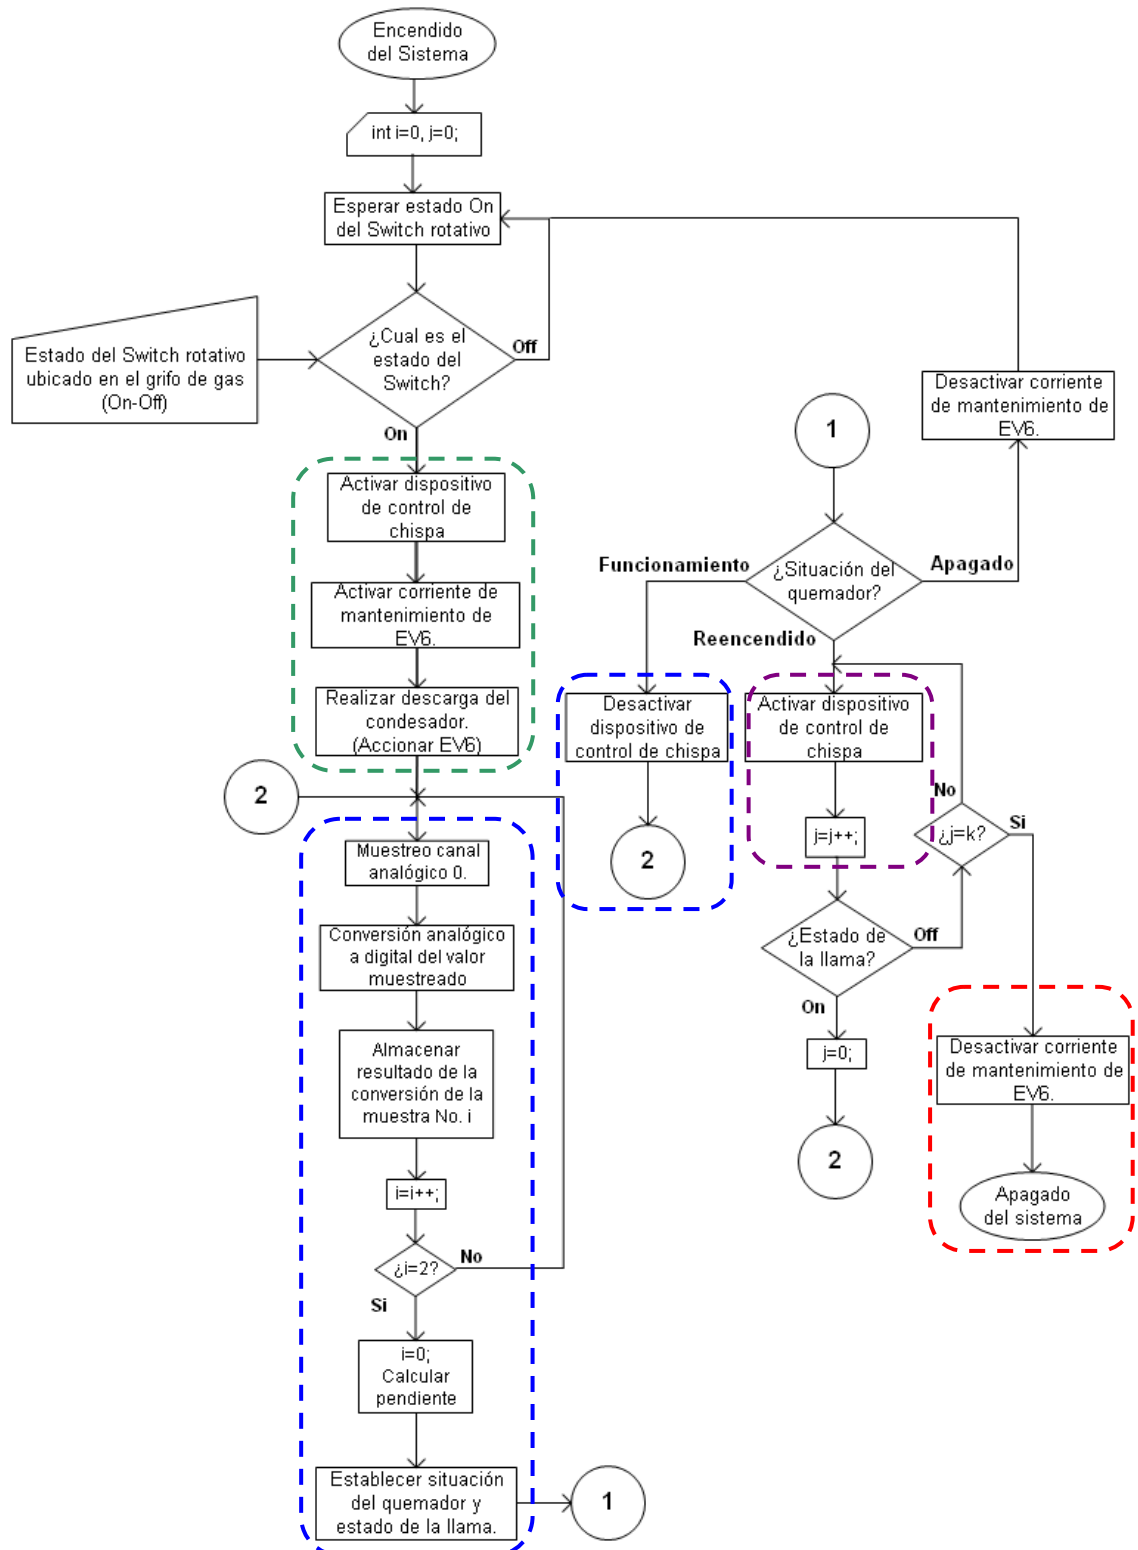 Encendido
del Sistema
int i=0, j=0;
Esperar estado On
del Switch rotativo
¿Cual es el
estado del
Switch?
Off
On
Estado del Switch rotativo
ubicado en el grifo de gas
(On-Off)
Activar dispositivo
de control de
chispa
Activar corriente de
mantenimiento de
EV6.
Realizar descarga del
condesador.
(Accionar EV6)
2
Muestreo canal
analógico 0.
Conversión analógico
a digital del valor
muestreado
Almacenar
resultado de la
conversión de la
muestra No. i
i=i++;
¿i=2?
No
Si
i=0;
Calcular
pendiente
Establecer situación
del quemador y
estado de la llama.
1
1
¿Situación del
quemador?
Funcionamiento
Apagado
Reencendido
Desactivar corriente
de mantenimiento de
EV6.
Desactivar
dispositivo de
control de chispa
2
Activar dispositivo
de control de
chispa
j=j++;
¿Estado de
la llama?
Off
On
¿j=k?
No
Si
j=0;
2
Desactivar corriente
de mantenimiento de
EV6.
Apagado
del sistema